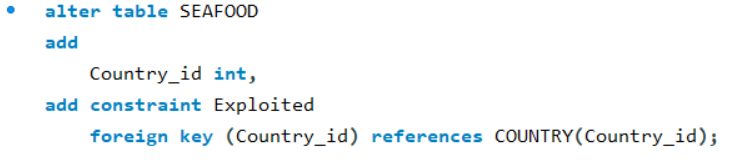 alter table SEAFOOD
add
Country_id int,
add constraint Exploited
foreign key (Country_id) references COUNTRY(Country_id);